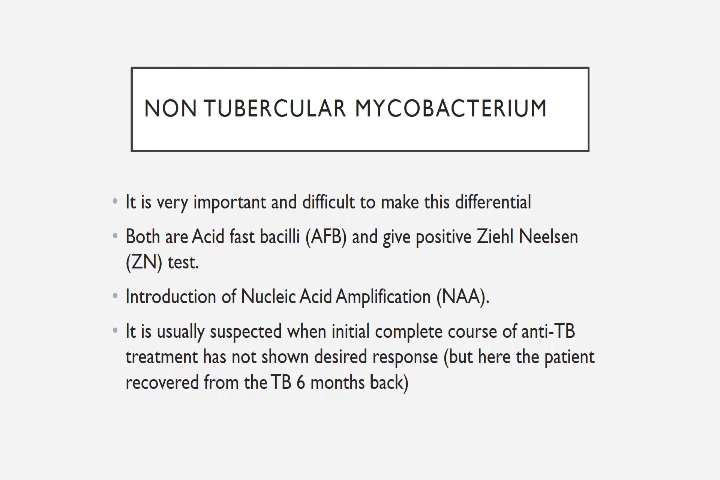 NON TUBERCULAR MYCOBACTERIUM
• It is very important and difficult to make this differential
• Both are Acid fast bacilli (AFB) and give positive Ziehl Neelsen
(ZN) test.
• Introduction of Nucleic Acid Amplification (NAA).
• It is usually suspected when initial complete course of anti-TB
treatment has not shown desired response (but here the patient
recovered from the TB 6 months back)